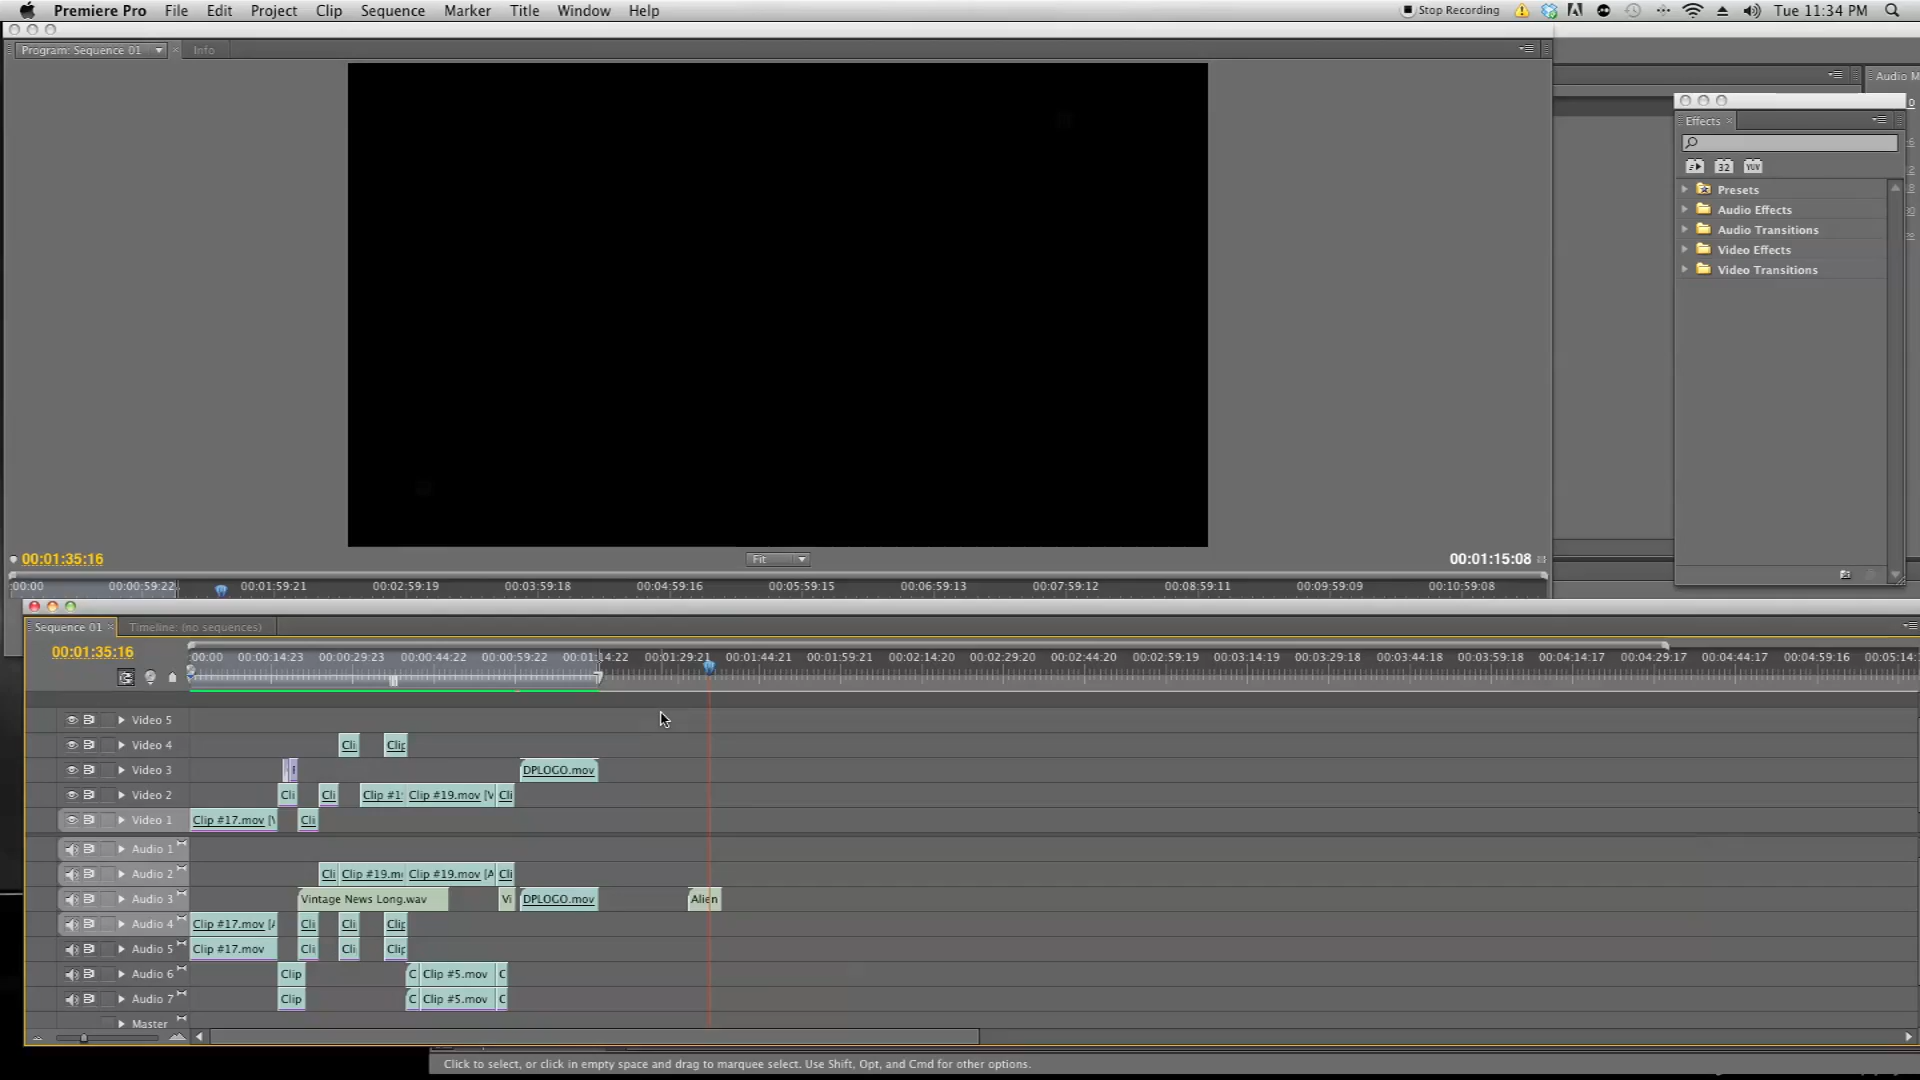 Premiere Pro File Edit Project Clip Sequence Marker Title Window Help Stop Recording Tue 11:34 PM
Program: Sequence 01 Info
Audio M
Effects
32 YUV
Presets
Audio Effects
Audio Transitions
Video Effects
Video Transitions
00:01:35:16 Fit 00:01:15:08
00:00 00:00:59:22 00:01:59:21 00:02:59:19 00:03:59:18 00:04:59:16 00:05:59:15 00:06:59:13 00:07:59:12 00:08:59:11 00:09:59:09 00:10:59:08
Sequence 01 Timeline: (no sequences)
00:01:35:16
00:00 00:00:14:23 00:00:29:23 00:00:44:22 00:00:59:22 00:01:14:22 00:01:29:21 00:01:44:21 00:01:59:21 00:02:14:20 00:02:29:20 00:02:44:20 00:02:59:19 00:03:14:19 00:03:29:18 00:03:44:18 00:03:59:18 00:04:14:17 00:04:29:17 00:04:44:17 00:04:59:16 00:05:14:
Video 5
Video 4 Cli Clip
Video 3 DPLOGO.mov
Video 2 Cli Cli Clip #1 Clip #19.mov [V Cli
Video 1 Clip #17.mov [V Cli
Audio 1
Audio 2 Cli Clip #19.m Clip #19.mov [A Cli
Audio 3 Vintage News Long.wav Vi DPLOGO.mov Alien
Audio 4 Clip #17.mov [A Cli Cli Clip
Audio 5 Clip #17.mov Cli Cli Clip
Audio 6 Clip C Clip #5.mov C
Audio 7 Clip C Clip #5.mov C
Master
Click to select, or click in empty space and drag to marquee select. Use Shift, Opt, and Cmd for other options.